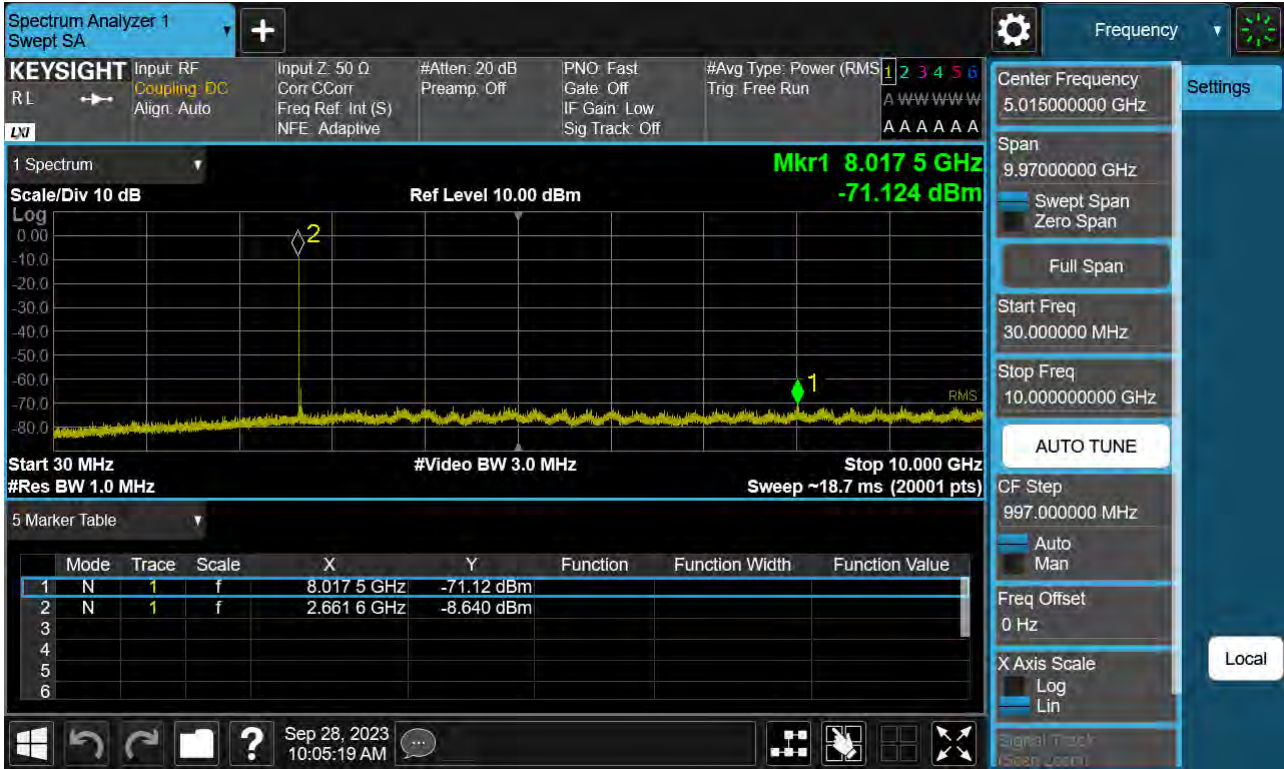 Spectrum Analyzer 1
Swept SA
+
Frequency
KEYSIGHT
RL
LXI
Input: RF
Coupling: DC
Align: Auto
Input Z: 50 Ω
Corr CCorr
Freq Ref: Int (S)
NFE: Adaptive
#Atten: 20 dB
Preamp: Off
PNO: Fast
Gate: Off
IF Gain: Low
Sig Track: Off
#Avg Type: Power (RMS
Trig: Free Run
1 2 3 4 5 6
A W W W W W
A A A A A A
1 Spectrum
Mkr1 8.017 5 GHz
Scale/Div 10 dB
Ref Level 10.00 dBm
-71.124 dBm
Log
0.00
-10.0
-20.0
-30.0
-40.0
-50.0
-60.0
-70.0
-80.0
2
1
RMS
Start 30 MHz
#Video BW 3.0 MHz
Stop 10.000 GHz
#Res BW 1.0 MHz
Sweep ~18.7 ms (20001 pts)
5 Marker Table
Mode Trace Scale X Y Function Function Width Function Value
1 N 1 f 8.017 5 GHz -71.12 dBm
2 N 1 f 2.661 6 GHz -8.640 dBm
3
4
5
6
?
Sep 28, 2023
10:05:19 AM
Center Frequency
5.015000000 GHz
Span
9.97000000 GHz
Swept Span
Zero Span
Full Span
Start Freq
30.000000 MHz
Stop Freq
10.000000000 GHz
AUTO TUNE
CF Step
997.000000 MHz
Auto
Man
Freq Offset
0 Hz
X Axis Scale
Log
Lin
Signal Track
(Span Zoom)
Settings
Local